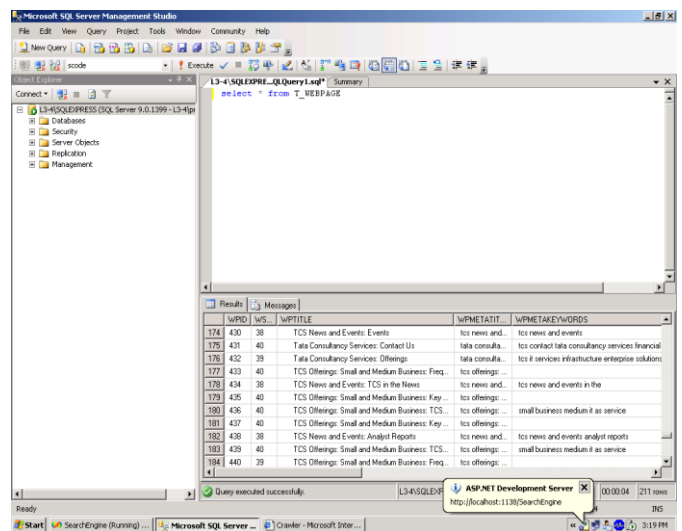 Microsoft SQL Server Management Studio
File Edit View Query Project Tools Window Community Help
New Query
scode Execute
Object Explorer
L3-4\SQLEXPRE...QLQuery1.sql* Summary
Connect
select * from T_WEBPAGE
L3-4\SQLEXPRESS (SQL Server 9.0.1399 - L3-4\pr
Databases
Security
Server Objects
Replication
Management
Results Messages
WPID WS... WPTITLE WPMETATIT... WPMETAKEYWORDS
174 430 38 TCS News and Events: Events tcs news and... tcs news and events
175 431 40 Tata Consultancy Services: Contact Us tata consulta... tcs contact tata consultancy services financial
176 432 39 Tata Consultancy Services: Offerings tata consulta... tcs it services infrastructure enterprise solutions
177 433 40 TCS Offerings: Small and Medium Business: Freq... tcs offerings: ...
178 434 38 TCS News and Events: TCS in the News tcs news and... tcs news and events in the
179 435 40 TCS Offerings: Small and Medium Business: Key... tcs offerings: ...
180 436 40 TCS Offerings: Small and Medium Business: TCS... tcs offerings: ... small business medium it as service
181 437 40 TCS Offerings: Small and Medium Business: Key... tcs offerings: ...
182 438 38 TCS News and Events: Analyst Reports tcs news and... tcs news and events analyst reports
183 439 40 TCS Offerings: Small and Medium Business: TCS... tcs offerings: ... small business medium it as service
184 440 39 TCS Offerings: Small and Medium Business: Freq... tcs offerings: ...
Query executed successfully. L3-4\SQLEXP 00:00:04 211 rows
ASP.NET Development Server
http://localhost:1138/SearchEngine
Ready INS
Start SearchEngine (Running) ... Microsoft SQL Server ... Crawler - Microsoft Inter... 3:19 PM